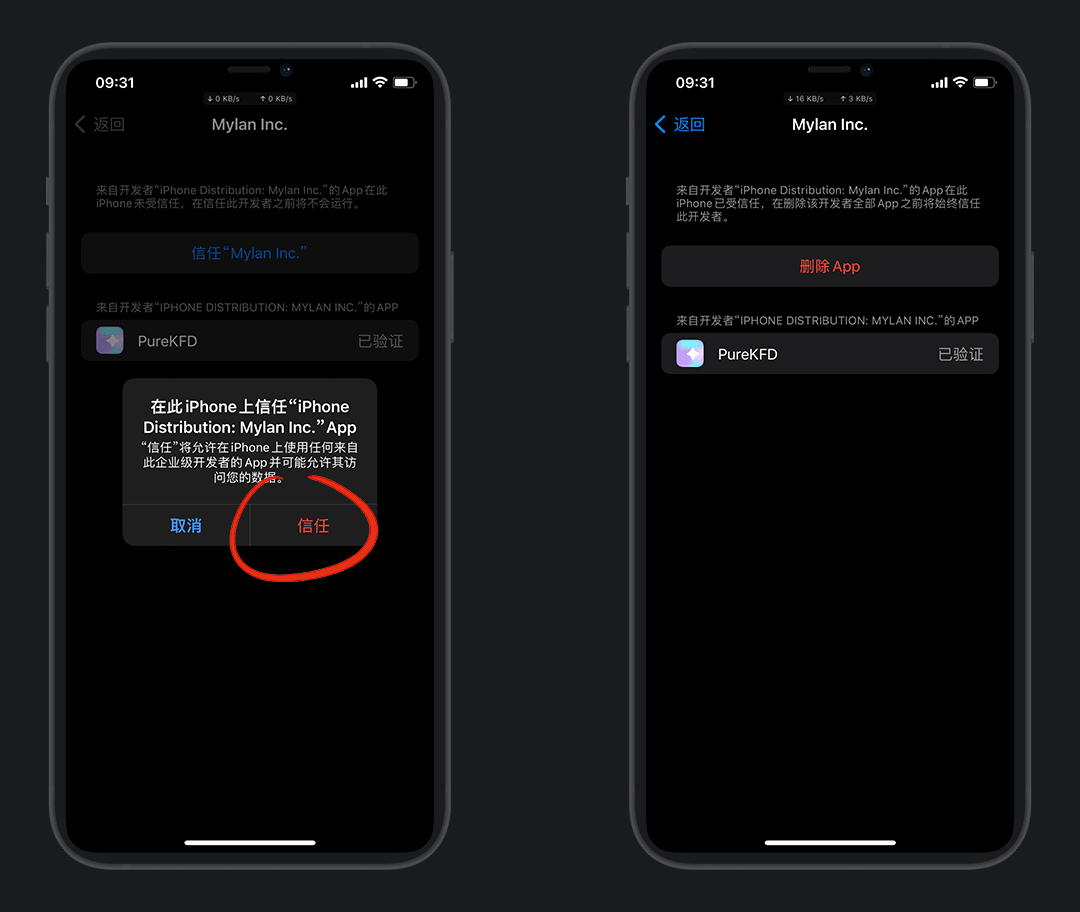 09:31
↓ 0 KB/s ↑ 0 KB/s
返回
Mylan Inc.
来自开发者“iPhone Distribution: Mylan Inc.”的App在此
iPhone未受信任，在信任此开发者之前将不会运行。
信任“Mylan Inc.”
来自开发者“IPHONE DISTRIBUTION: MYLAN INC.”的APP
PureKFD
已验证
在此iPhone上信任“iPhone
Distribution: Mylan Inc.”App
“信任”将允许在iPhone上使用任何来自
此企业级开发者的App并可能允许其访
问您的数据。
取消
信任
09:31
↓ 16 KB/s ↑ 3 KB/s
返回
Mylan Inc.
来自开发者“iPhone Distribution: Mylan Inc.”的App在此
iPhone已受信任，在删除该开发者全部App之前将始终信任
此开发者。
删除App
来自开发者“IPHONE DISTRIBUTION: MYLAN INC.”的APP
PureKFD
已验证